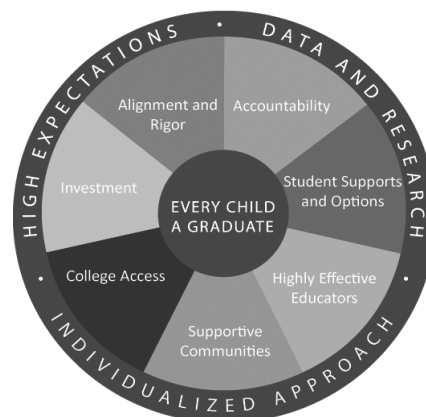 HIGH EXPECTATIONS
DATA AND RESEARCH
INDIVIDUALIZED APPROACH
Alignment and
Rigor
Accountability
Investment
Student Supports
and Options
EVERY CHILD
A GRADUATE
College Access
Highly Effective
Educators
Supportive
Communities